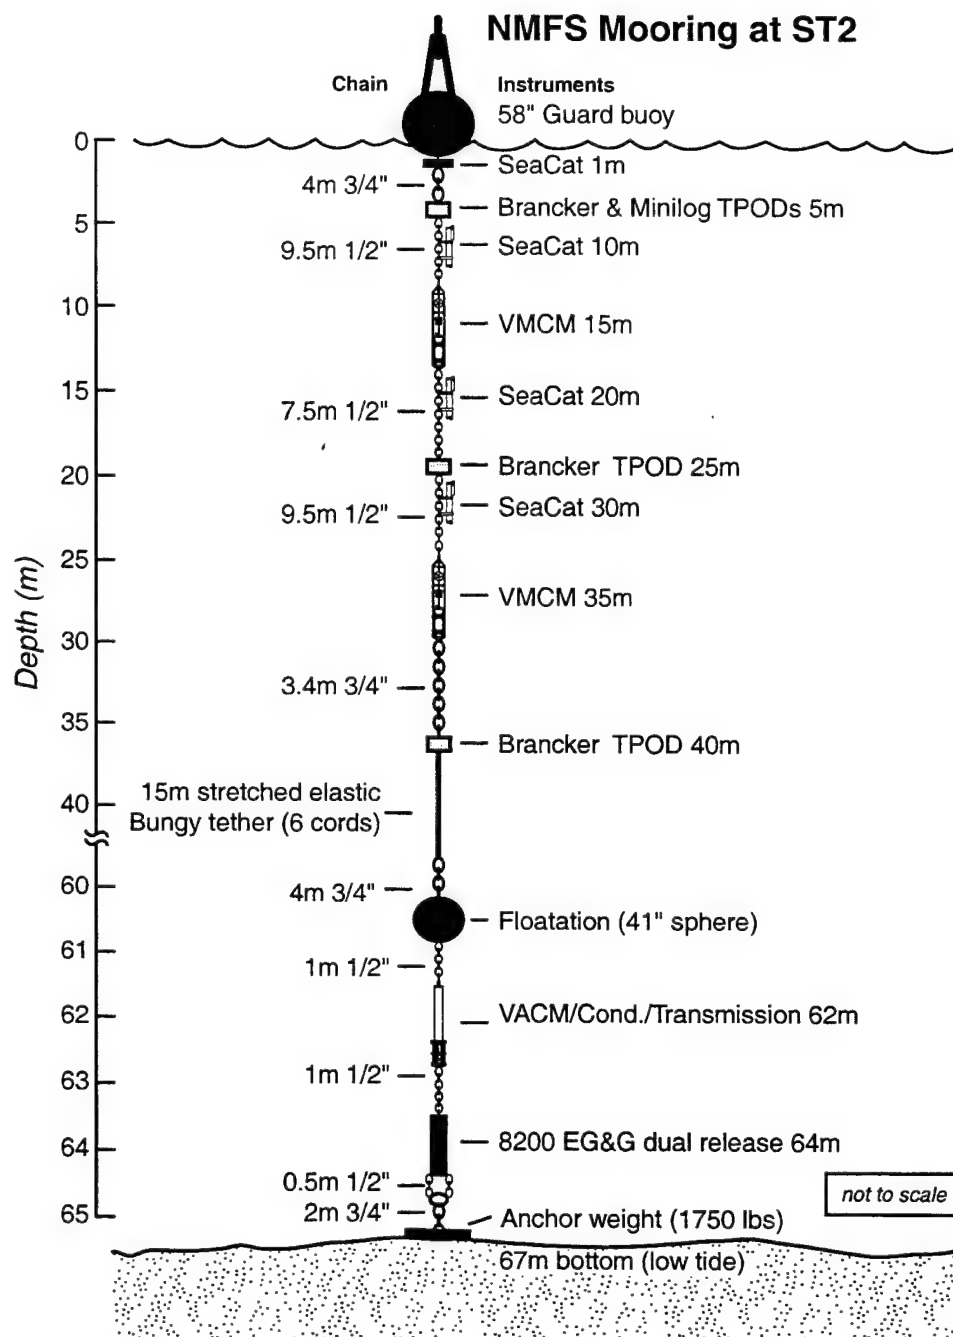 NMFS Mooring at ST2
Chain
Instruments
58" Guard buoy
0
SeaCat 1m
4m 3/4"
Brancker & Minilog TPODs 5m
5
9.5m 1/2"
SeaCat 10m
10
VMCM 15m
15
SeaCat 20m
7.5m 1/2"
Brancker TPOD 25m
20
SeaCat 30m
9.5m 1/2"
25
VMCM 35m
Depth (m)
30
3.4m 3/4"
35
Brancker TPOD 40m
15m stretched elastic
Bungy tether (6 cords)
40
60
4m 3/4"
Floatation (41" sphere)
61
1m 1/2"
62
VACM/Cond./Transmission 62m
63
1m 1/2"
64
8200 EG&G dual release 64m
0.5m 1/2"
not to scale
65
2m 3/4"
Anchor weight (1750 lbs)
67m bottom (low tide)